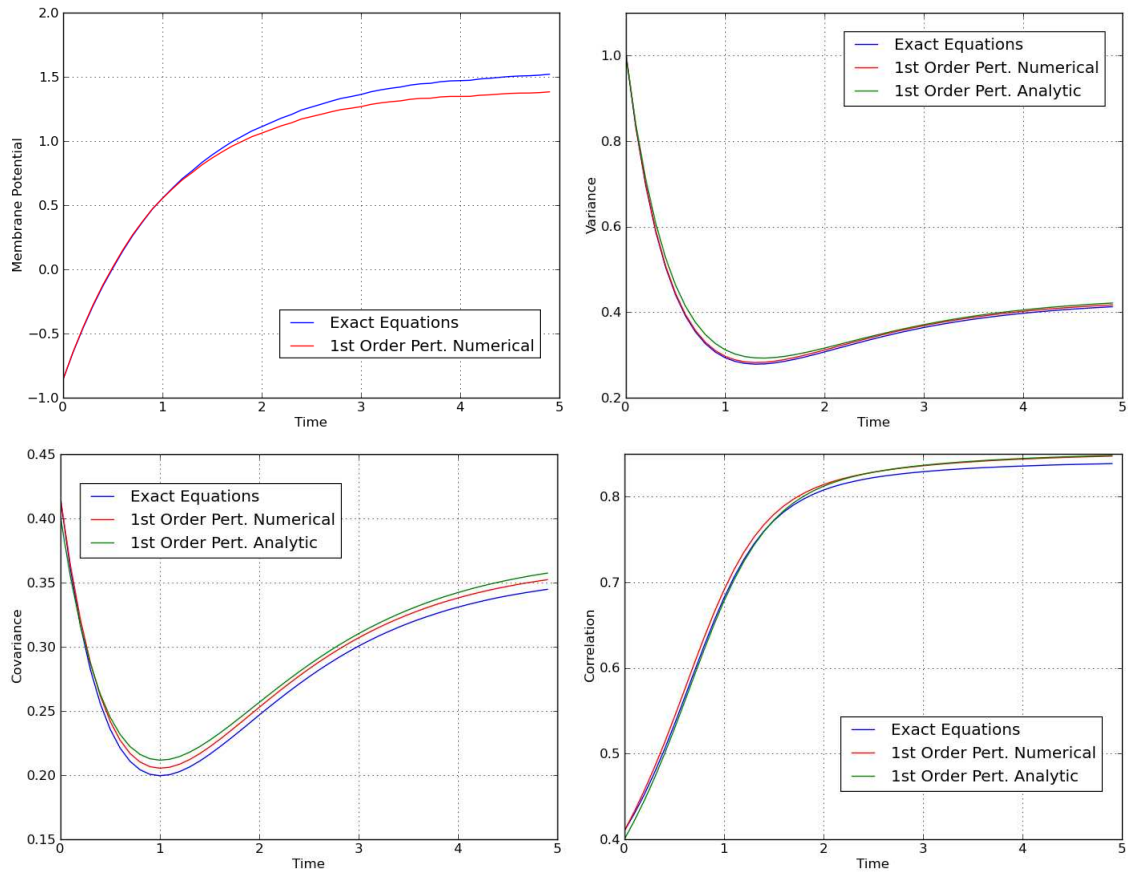 2.0
1.5
1.0
0.5
0.0
−0.5
−1.0
Membrane Potential
Exact Equations
1st Order Pert. Numerical
0 1 2 3 4 5
Time
1.0
0.8
0.6
0.4
0.2
Variance
Exact Equations
1st Order Pert. Numerical
1st Order Pert. Analytic
0 1 2 3 4 5
Time
0.45
0.40
0.35
0.30
0.25
0.20
0.15
Covariance
Exact Equations
1st Order Pert. Numerical
1st Order Pert. Analytic
0 1 2 3 4 5
Time
0.8
0.7
0.6
0.5
0.4
Correlation
Exact Equations
1st Order Pert. Numerical
1st Order Pert. Analytic
0 1 2 3 4 5
Time